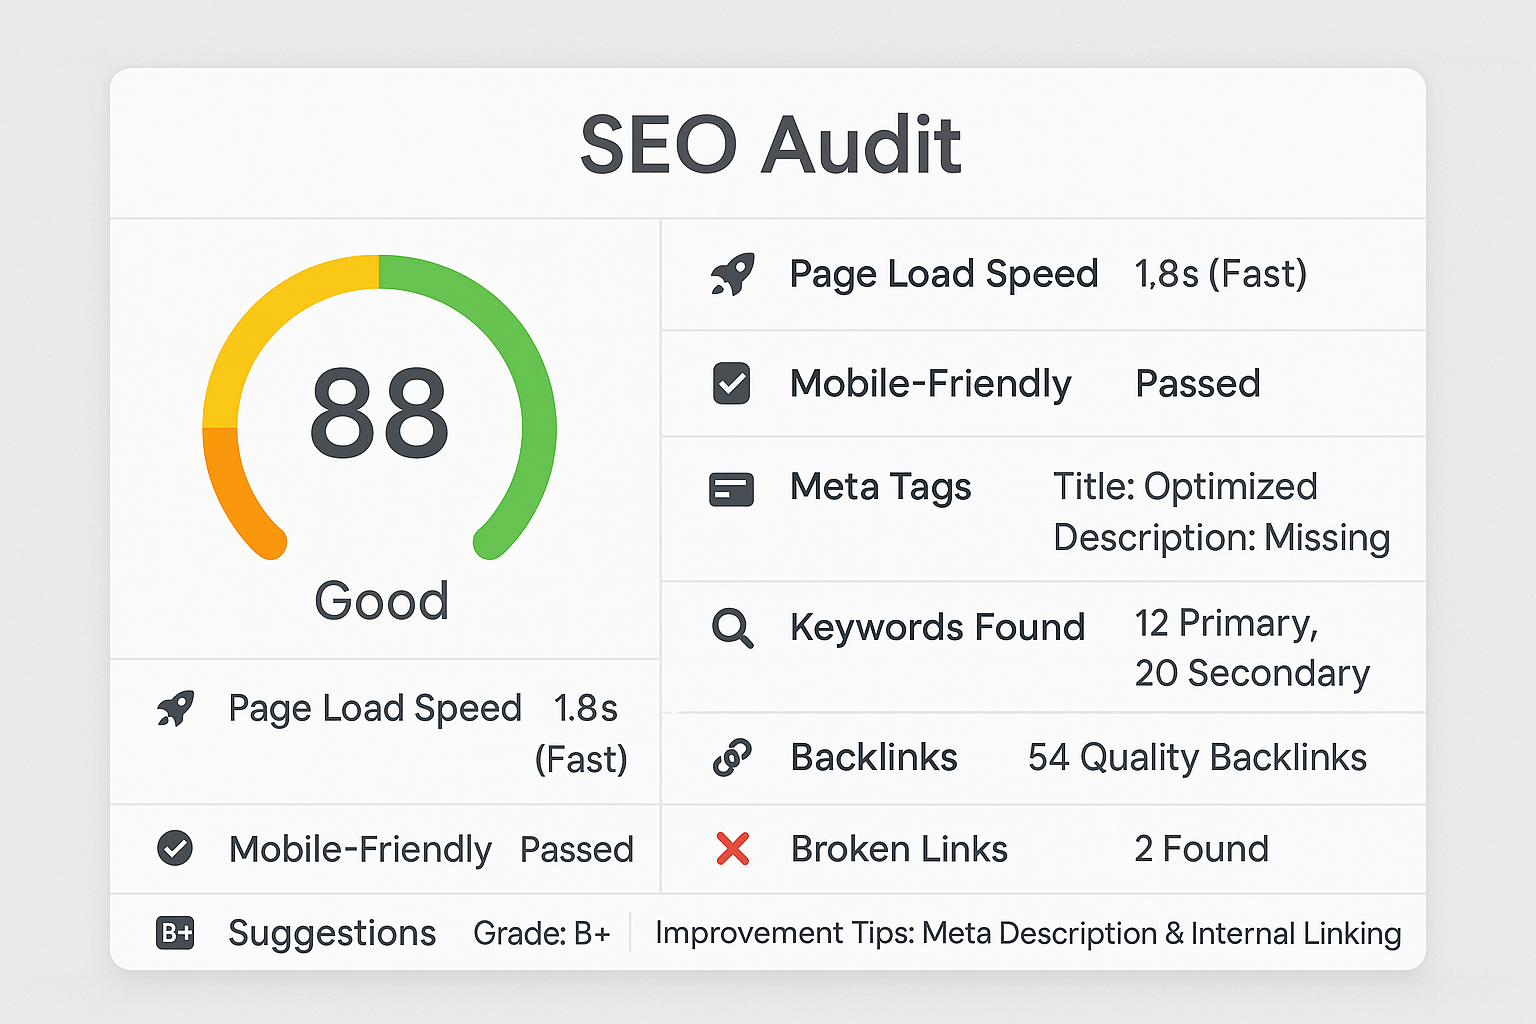 SEO Audit
88
Good
Page Load Speed 1.8s
(Fast)
Mobile-Friendly Passed
Page Load Speed 1,8s (Fast)
Mobile-Friendly Passed
Meta Tags Title: Optimized
Description: Missing
Keywords Found 12 Primary,
20 Secondary
Backlinks 54 Quality Backlinks
Broken Links 2 Found
B+ Suggestions Grade: B+ Improvement Tips: Meta Description & Internal Linking